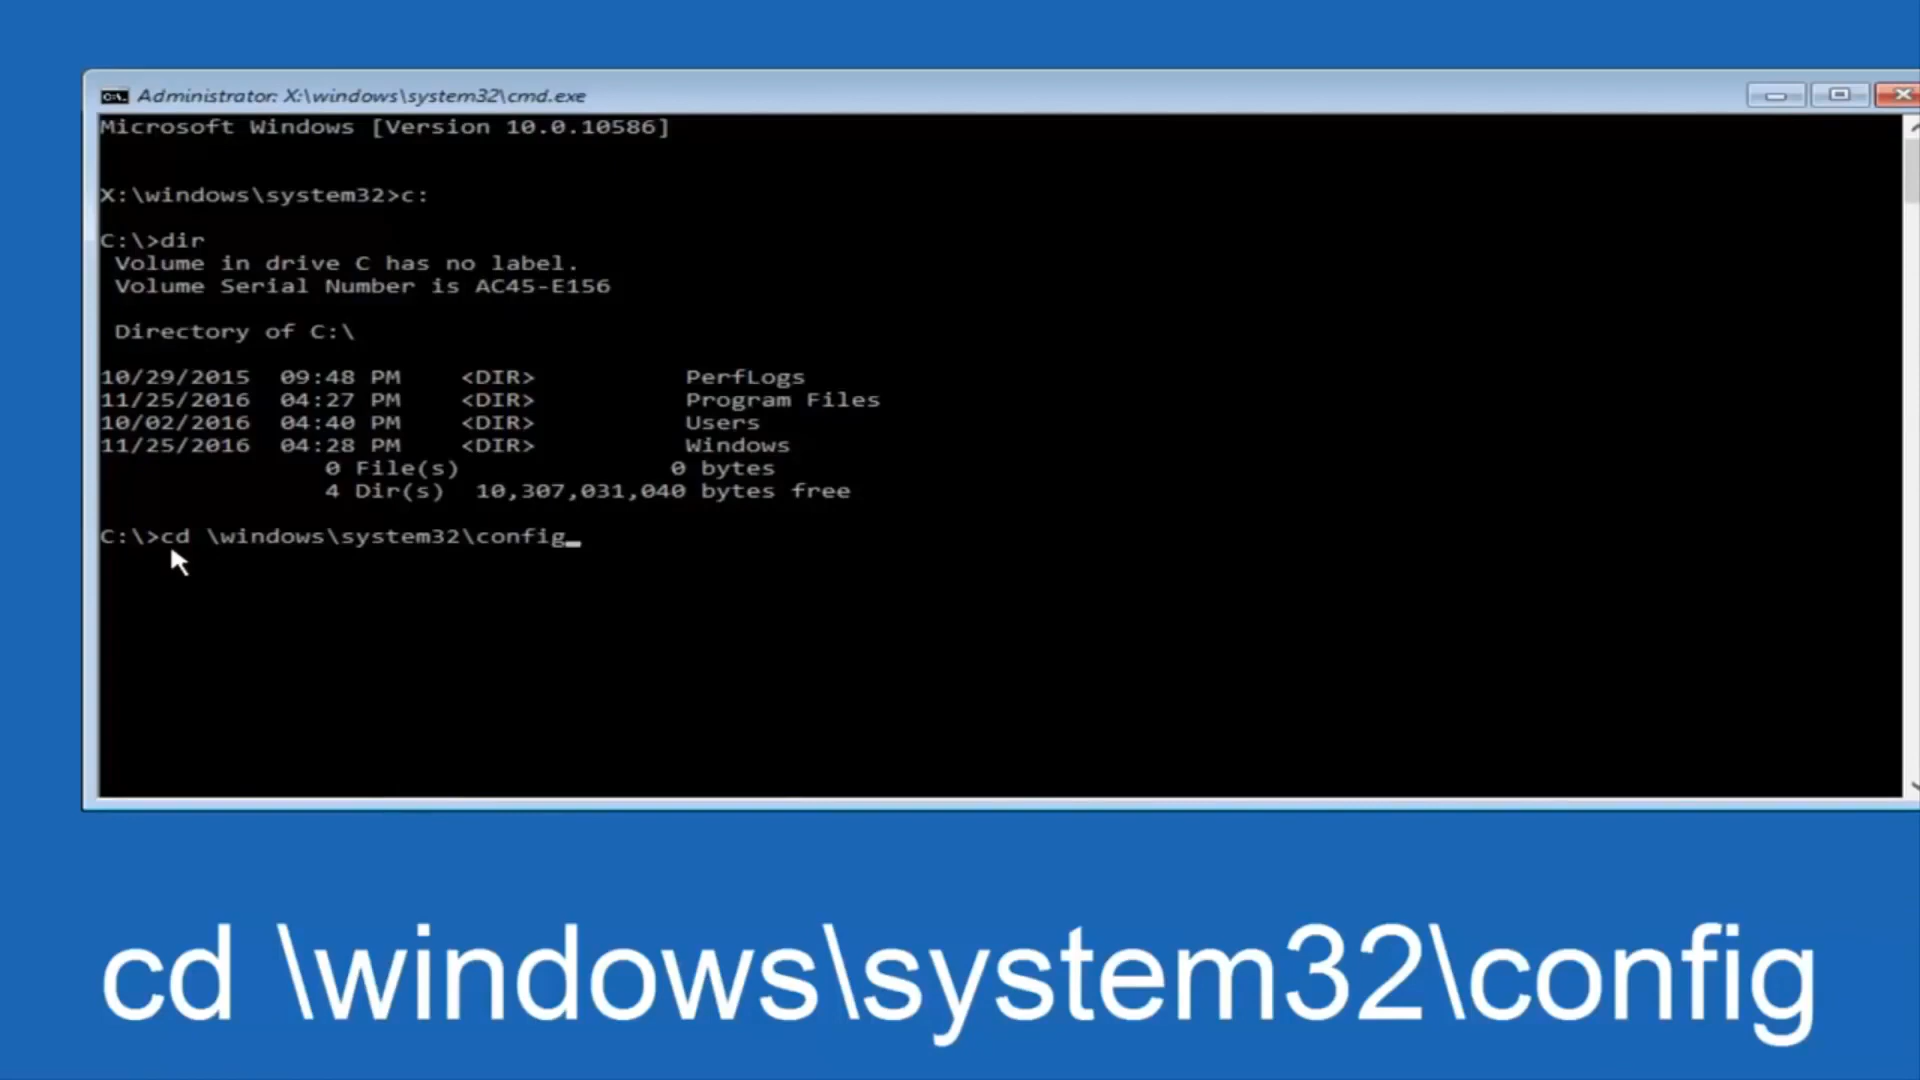 Administrator: X:\windows\system32\cmd.exe
Microsoft Windows [Version 10.0.10586]
X:\windows\system32>c:
C:\>dir
Volume in drive C has no label.
Volume Serial Number is AC45-E156
Directory of C:\
10/29/2015 09:48 PM <DIR> PerfLogs
11/25/2016 04:27 PM <DIR> Program Files
10/02/2016 04:40 PM <DIR> Users
11/25/2016 04:28 PM <DIR> Windows
0 File(s) 0 bytes
4 Dir(s) 10,307,031,040 bytes free
C:\>cd \windows\system32\config_
cd \windows\system32\config